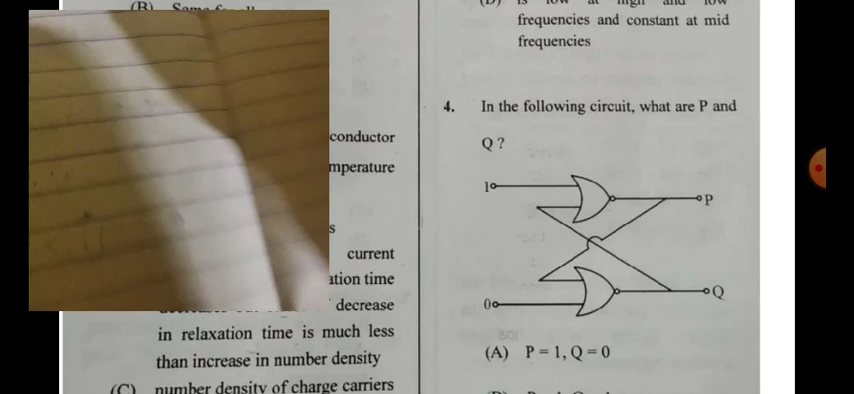 (B)
conductor
mperature
s
current
ation time
decrease
in relaxation time is much less
than increase in number density
(C) number density of charge carriers
frequencies and constant at mid
frequencies
4. In the following circuit, what are P and
Q ?
1
P
Q
0
(A) P = 1, Q = 0